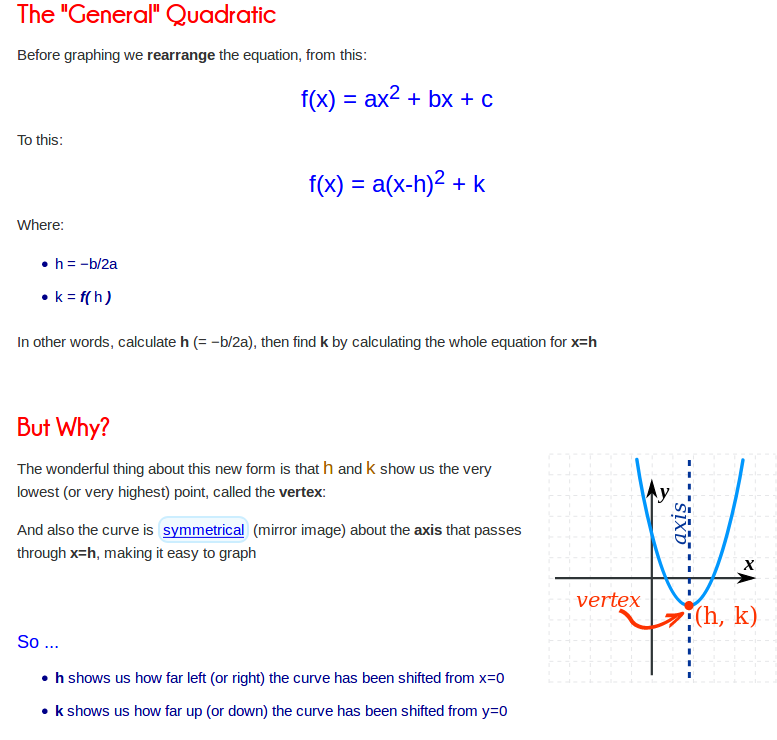 The "General" Quadratic
Before graphing we rearrange the equation, from this:
f(x) = ax² + bx + c
To this:
f(x) = a(x-h)² + k
Where:
• h = −b/2a
• k = f( h )
In other words, calculate h (= −b/2a), then find k by calculating the whole equation for x=h
But Why?
The wonderful thing about this new form is that h and k show us the very
lowest (or very highest) point, called the vertex:
And also the curve is symmetrical (mirror image) about the axis that passes
through x=h, making it easy to graph
y
axis
x
vertex
(h, k)
So ...
• h shows us how far left (or right) the curve has been shifted from x=0
• k shows us how far up (or down) the curve has been shifted from y=0